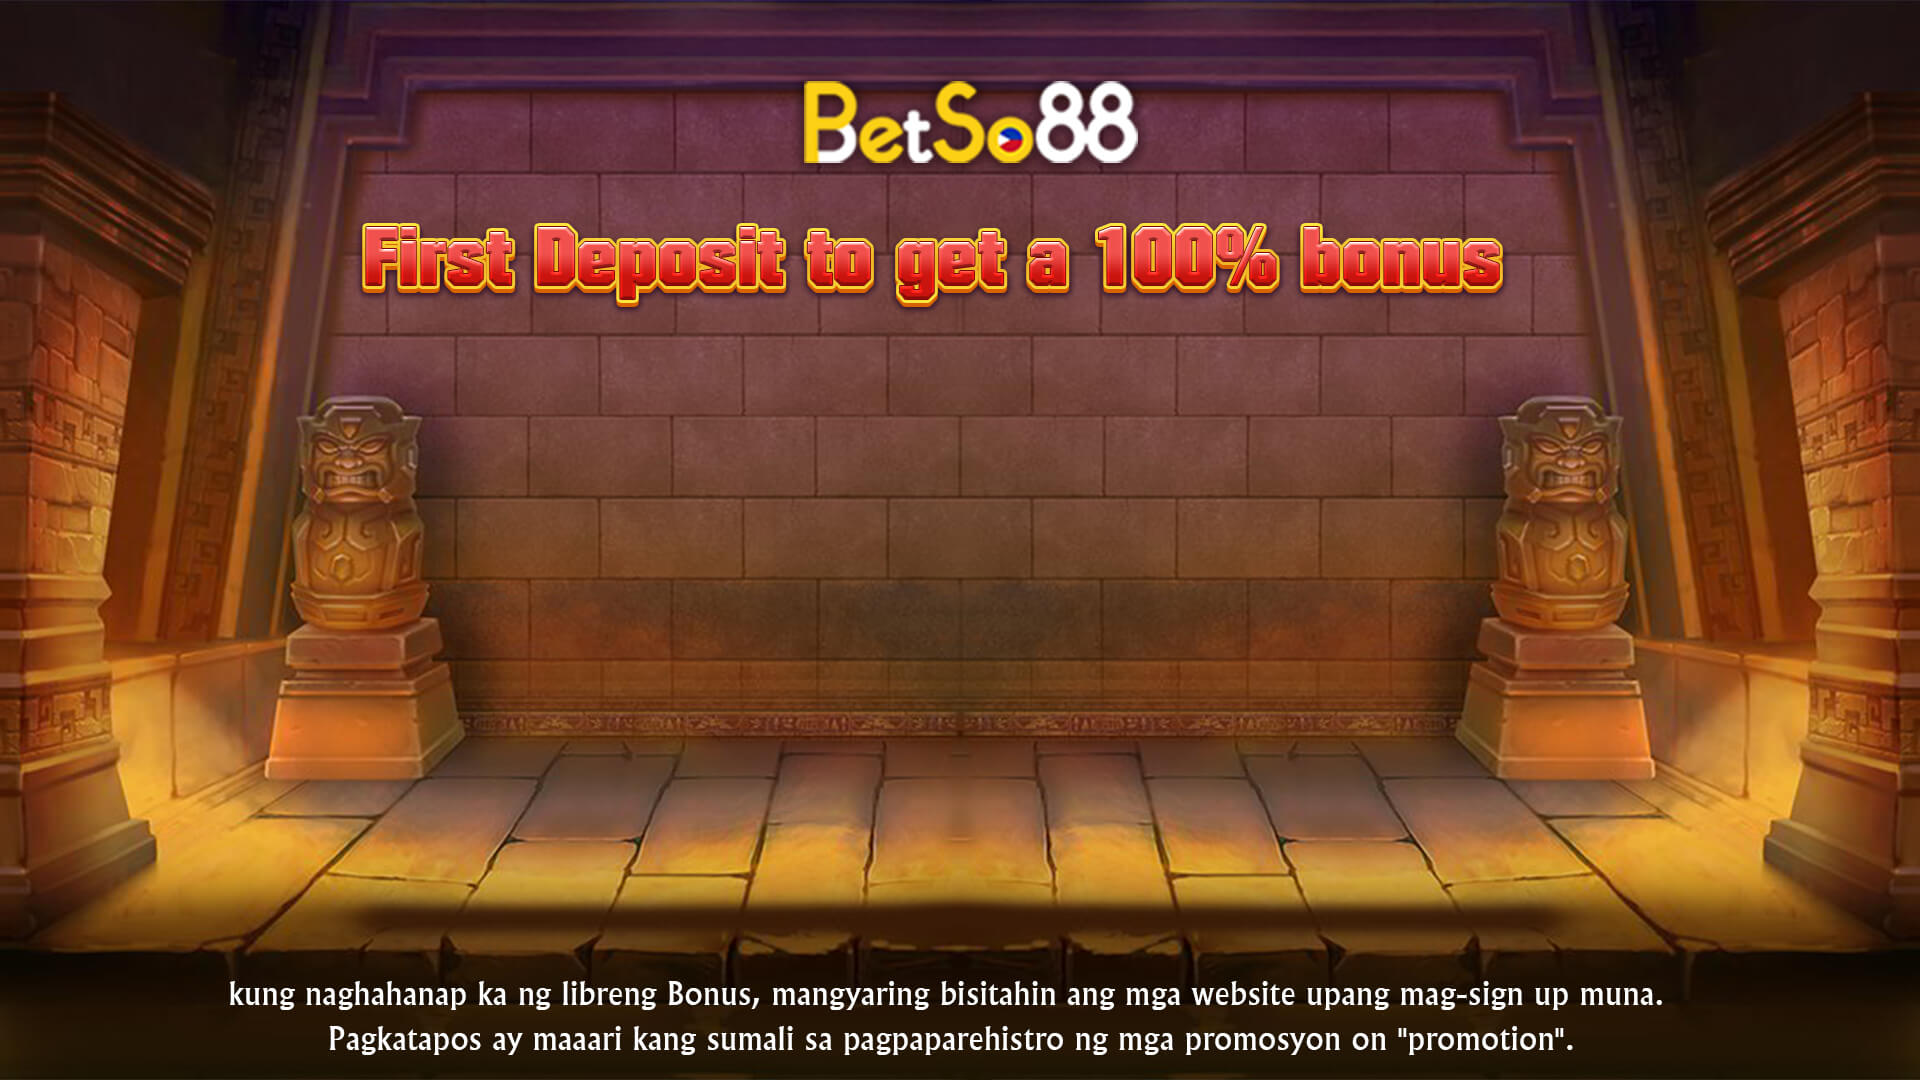 BetSo88
First Deposit to get a 100% bonus
kung naghahanap ka ng libreng Bonus, mangyaring bisitahin ang mga website upang mag-sign up muna.
Pagkatapos ay maaari kang sumali sa pagpaparehistro ng mga promosyon on "promotion".